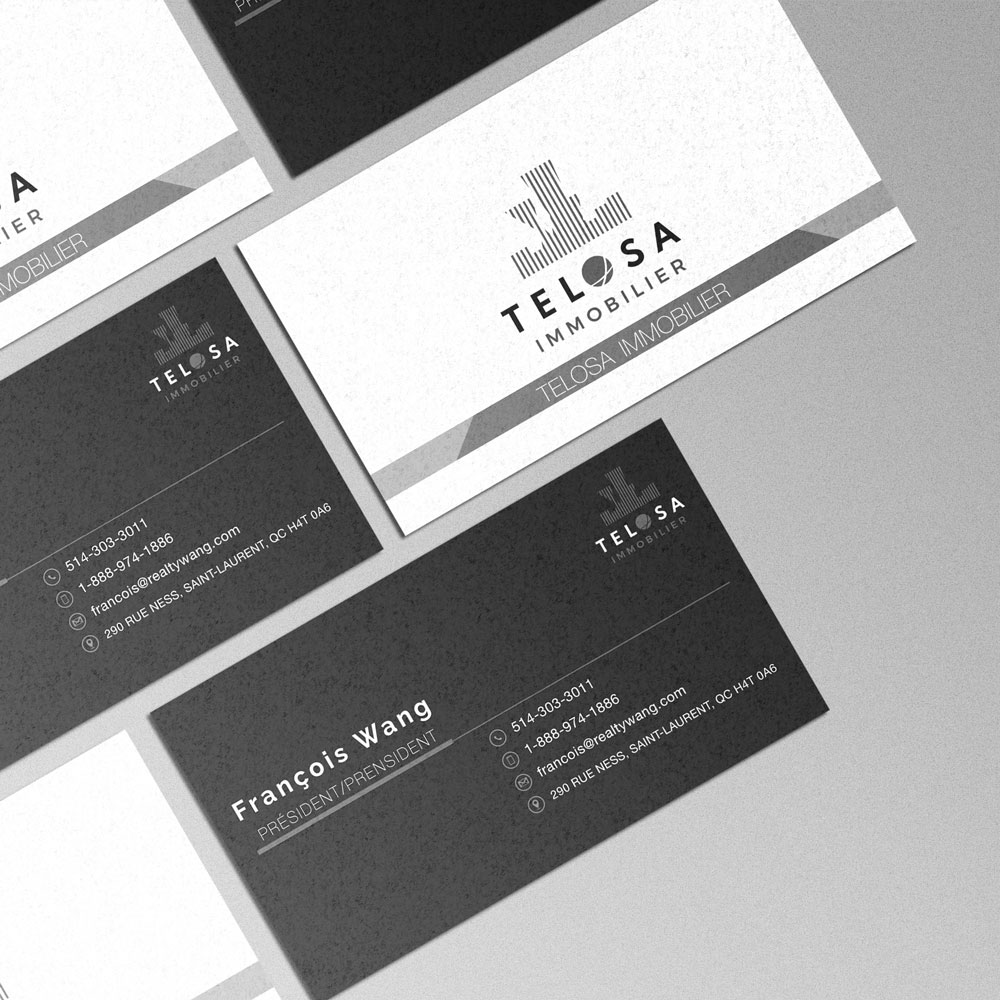 PR
SA
IMMOBILIER
MMOBILIER
TELOSA
IMMOBILIER
TELOSA IMMOBILIER
TELOSA
IMMOBILIER
514-303-3011
1-888-974-1886
francois@realtywang.com
290 RUE NESS, SAINT-LAURENT, QC H4T 0A6
TELOSA
IMMOBILIER
François Wang
PRÉSIDENT/PRENSIDENT
514-303-3011
1-888-974-1886
francois@realtywang.com
290 RUE NESS, SAINT-LAURENT, QC H4T 0A6